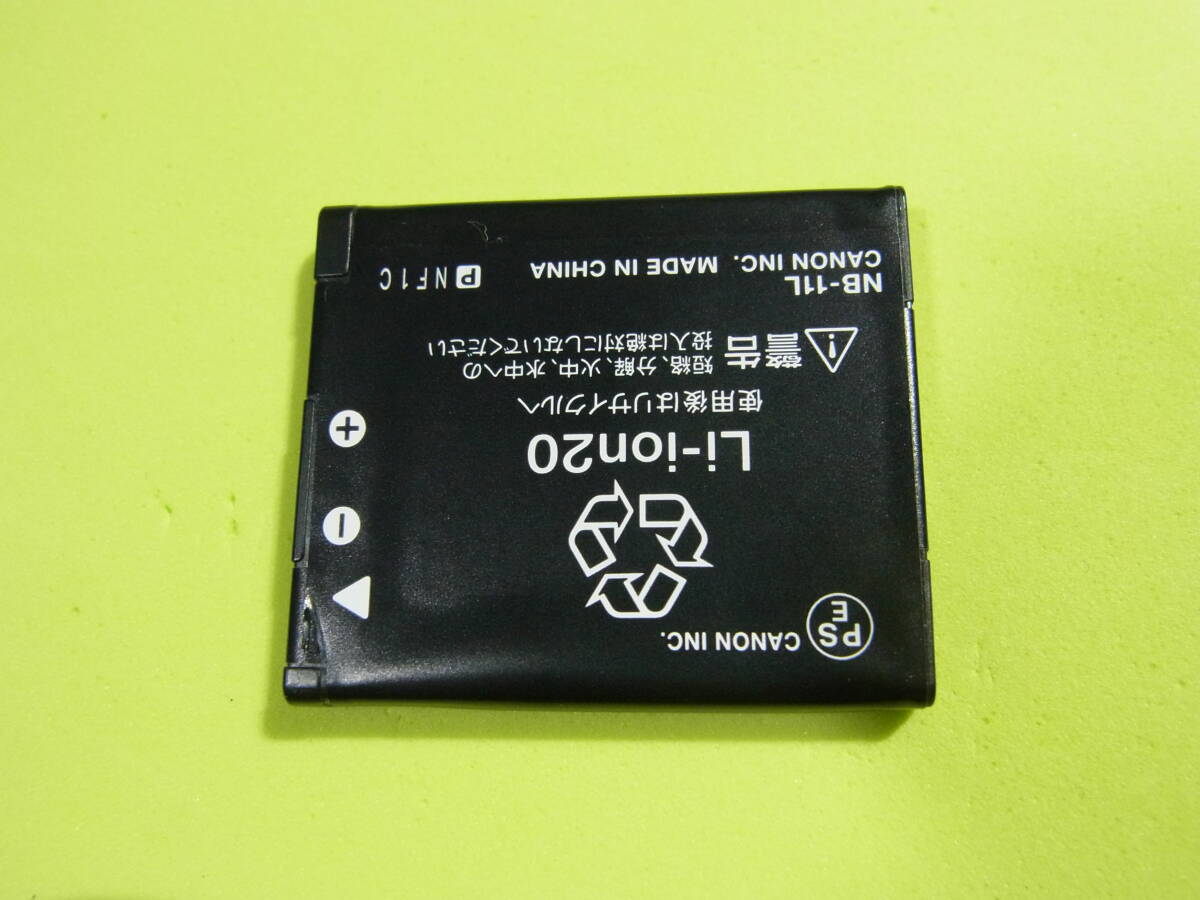 PS
E
CANON INC.
Li-ion20
使用後はリサイクルへ
警告
短絡、分解、火中、水中への
投入は絶対にしないでください
NB-11L
CANON INC. MADE IN CHINA
P NF1C